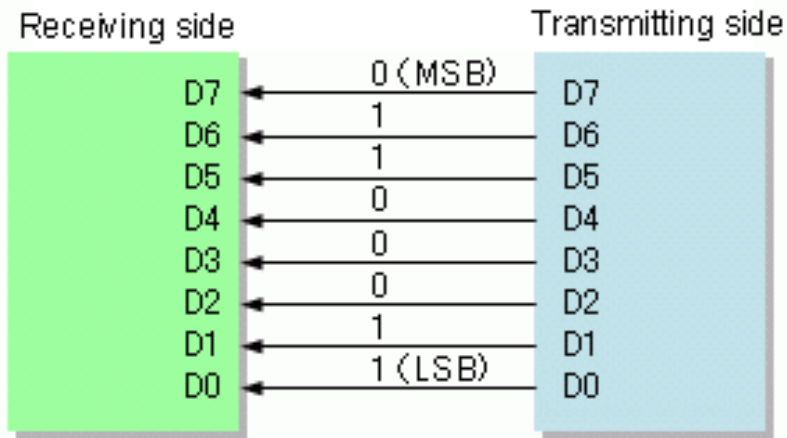 Receiving side Transmitting side
D7 0(MSB) D7
D6 1 D6
D5 1 D5
D4 0 D4
D3 0 D3
D2 0 D2
D1 1 D1
D0 1(LSB) D0